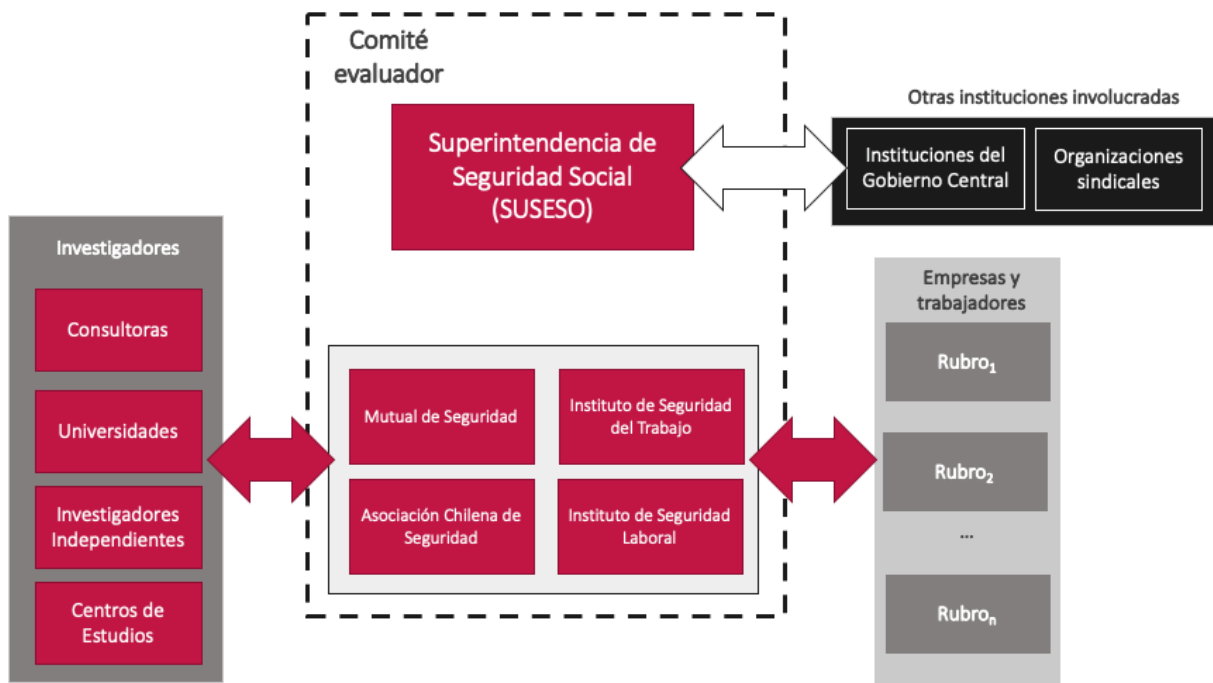 Comité
evaluador
Superintendencia de
Seguridad Social
(SUSESO)
Otras instituciones involucradas
Instituciones del
Gobierno Central
Organizaciones
sindicales
Investigadores
Consultoras
Universidades
Investigadores
Independientes
Centros de
Estudios
Mutual de Seguridad
Instituto de Seguridad
del Trabajo
Asociación Chilena de
Seguridad
Instituto de Seguridad
Laboral
Empresas y
trabajadores
Rubro₁
Rubro₂
...
Rubroₙ